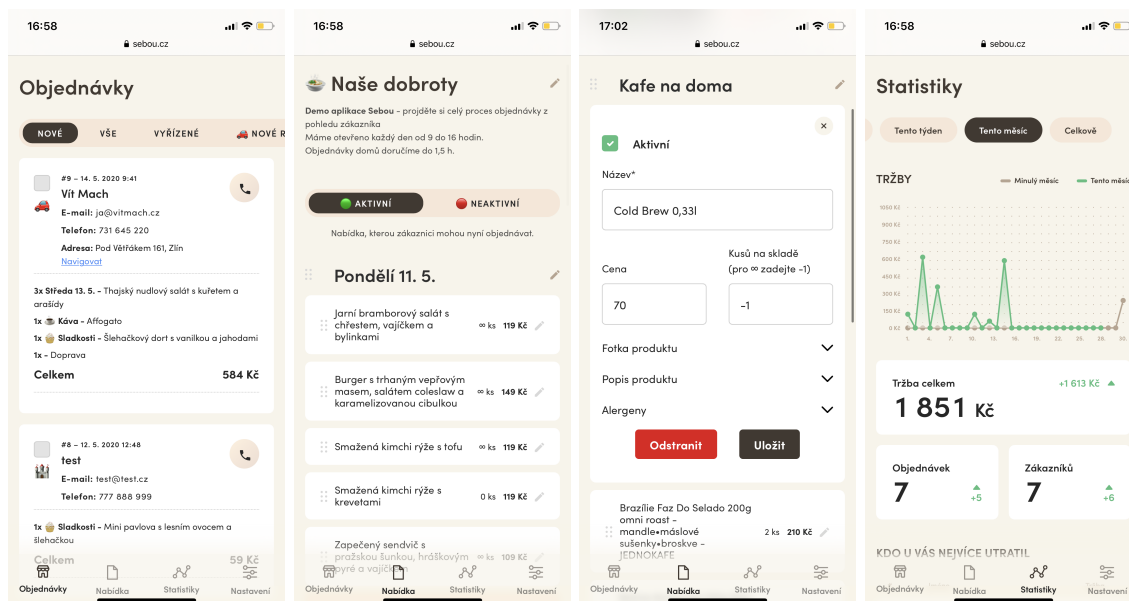 16:58
sebou.cz
Objednávky
NOVÉ VŠE VYŘÍZENÉ NOVÉ R
#9 – 14. 5. 2020 9:41
Vít Mach
E-mail: ja@vitmach.cz
Telefon: 731 645 220
Adresa: Pod Větřákem 161, Zlín
Navigovat
3x Středa 13. 5. – Thajský nudlový salát s kuřetem a
arašídy
1x Káva – Affogato
1x Sladkosti – Šlehačkový dort s vanilkou a jahodami
1x – Doprava
Celkem 584 Kč
#8 – 12. 5. 2020 12:48
test
E-mail: test@test.cz
Telefon: 777 888 999
1x Sladkosti – Mini pavlova s lesním ovocem a
šlehačkou
Celkem 59 Kč
Objednávky Nabídka Statistiky Nastavení
16:58
sebou.cz
Naše dobroty
Demo aplikace Sebou – projděte si celý proces objednávky z
pohledu zákazníka
Máme otevřeno každý den od 9 do 16 hodin.
Objednávky domů doručíme do 1,5 h.
AKTIVNÍ NEAKTIVNÍ
Nabídka, kterou zákazníci mohou nyní objednávat.
Pondělí 11. 5.
Jarní bramborový salát s
chřestem, vajíčkem a
bylinkami
∞ ks 119 Kč
Burger s trhaným vepřovým
masem, salátem coleslaw a
karamelizovanou cibulkou
∞ ks 149 Kč
Smažená kimchi rýže s tofu ∞ ks 119 Kč
Smažená kimchi rýže s
krevetami
0 ks 119 Kč
Zapečený sendvič s
pražskou šunkou, hráškovým
pyré a vajíčkem
∞ ks 109 Kč
Objednávky Nabídka Statistiky Nastavení
17:02
sebou.cz
Kafe na doma
Aktivní
Název*
Cold Brew 0,33l
Cena
Kusů na skladě
(pro ∞ zadejte -1)
70
-1
Fotka produktu
Popis produktu
Alergeny
Odstranit Uložit
Brazílie Faz Do Selado 200g
omni roast -
mandle•máslové
sušenky•broskve -
JEDNOKAFE
2 ks 210 Kč
Objednávky Nabídka Statistiky Nastavení
16:58
sebou.cz
Statistiky
Tento týden Tento měsíc Celkově
TRŽBY Minulý měsíc Tento měsíc
1050 Kč
900 Kč
750 Kč
600 Kč
450 Kč
300 Kč
150 Kč
0 Kč
1. 4. 7. 10. 13. 16. 19. 22. 25. 28. 30.
Tržba celkem +1 613 Kč
1 851 Kč
Objednávek
7 +5
Zákazníků
7 +6
KDO U VÁS NEJVÍCE UTRATIL
Objednávky Nabídka Statistiky Nastavení